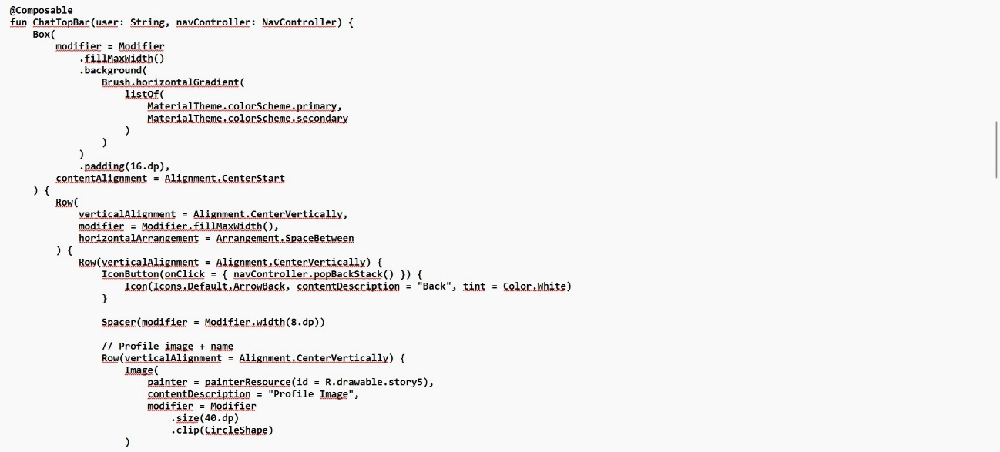 @Composable
fun ChatTopBar(user: String, navController: NavController) {
    Box(
        modifier = Modifier
            .fillMaxWidth()
            .background(
                Brush.horizontalGradient(
                    listOf(
                        MaterialTheme.colorScheme.primary,
                        MaterialTheme.colorScheme.secondary
                    )
                )
            )
            .padding(16.dp),
        contentAlignment = Alignment.CenterStart
    ) {
        Row(
            verticalAlignment = Alignment.CenterVertically,
            modifier = Modifier.fillMaxWidth(),
            horizontalArrangement = Arrangement.SpaceBetween
        ) {
            Row(verticalAlignment = Alignment.CenterVertically) {
                IconButton(onClick = { navController.popBackStack() }) {
                    Icon(Icons.Default.ArrowBack, contentDescription = "Back", tint = Color.White)
                }

                Spacer(modifier = Modifier.width(8.dp))

                // Profile image + name
                Row(verticalAlignment = Alignment.CenterVertically) {
                    Image(
                        painter = painterResource(id = R.drawable.story5),
                        contentDescription = "Profile Image",
                        modifier = Modifier
                            .size(40.dp)
                            .clip(CircleShape)
                    )